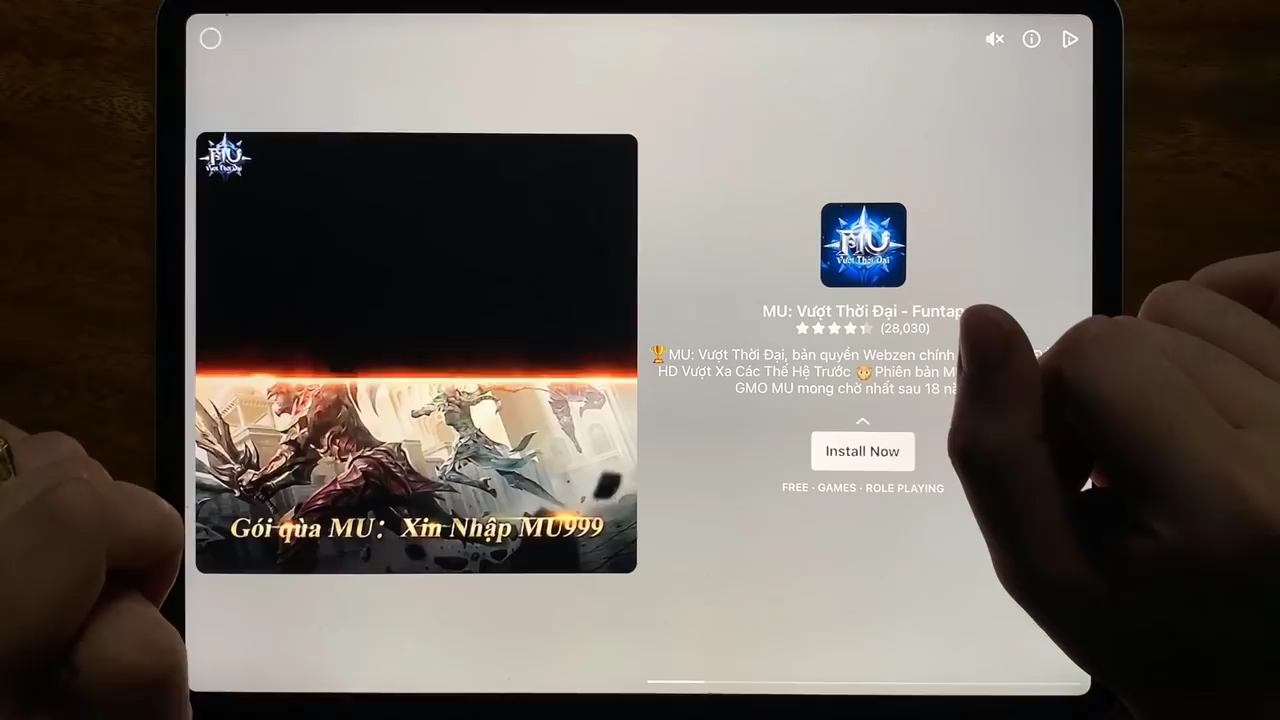 MU
Vượt Thời Đại
MU
Vượt Thời Đại
MU: Vượt Thời Đại - Funtap
(28,030)
🏆MU: Vượt Thời Đại, bản quyền Webzen chính
HD Vượt Xa Các Thế Hệ Trước 👶 Phiên bản M
GMO MU mong chờ nhất sau 18 nă
Install Now
FREE · GAMES · ROLE PLAYING
Gói qùa MU: Xin Nhập MU999